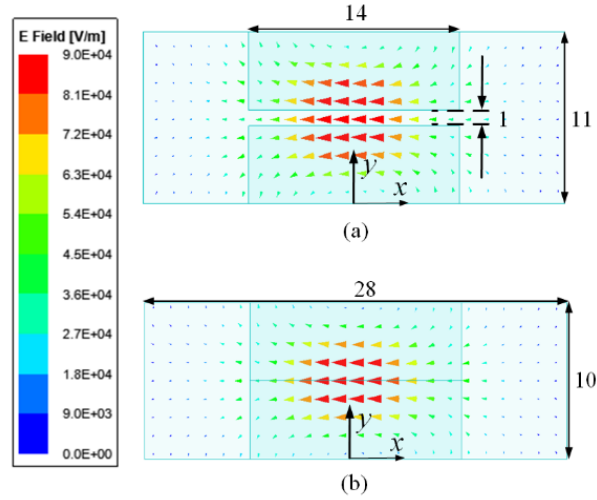 E Field [V/m]
9.0E+04
8.1E+04
7.2E+04
6.3E+04
5.4E+04
4.5E+04
3.6E+04
2.7E+04
1.8E+04
9.0E+03
0.0E+00
14
1
11
y
x
(a)
28
10
y
x
(b)